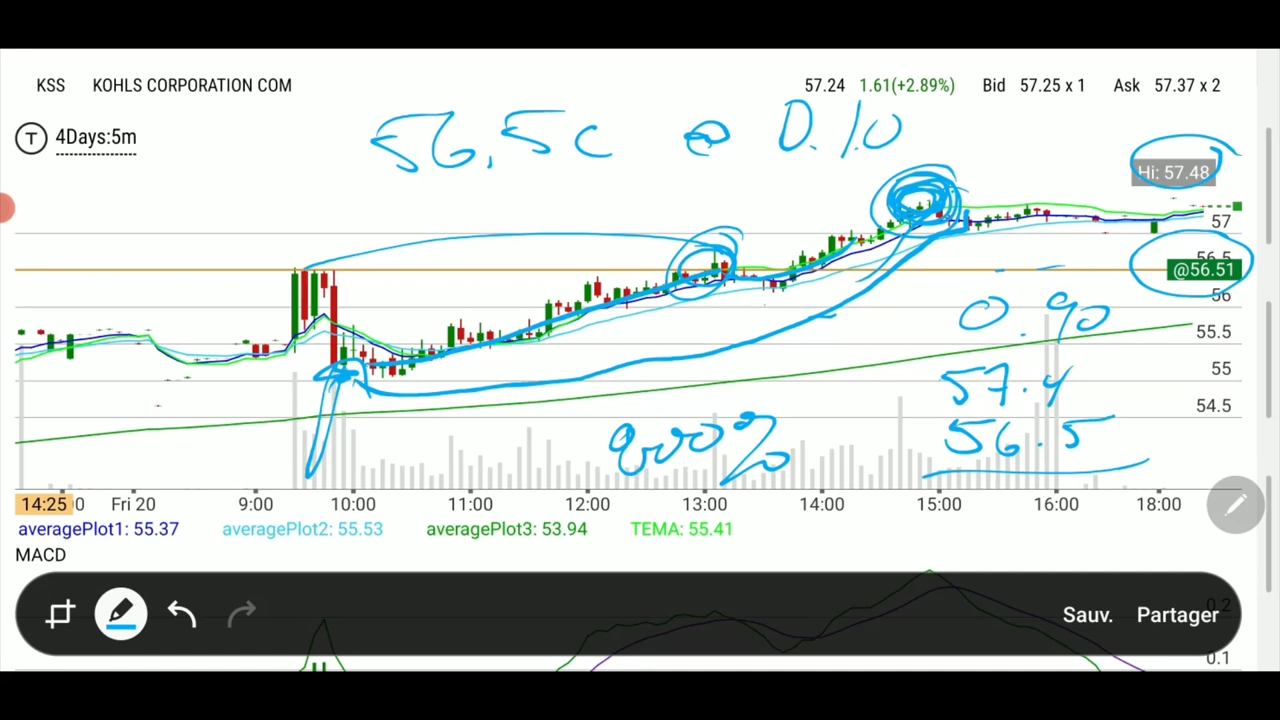 KSS KOHLS CORPORATION COM 57.24 1.61(+2.89%) Bid 57.25 x 1 Ask 57.37 x 2
T 4Days:5m
56,5c @ 0.10
Hi: 57.48
57
56.5
@56.51
56
0.90
55.5
55
57.4
54.5
56.5
900%
14:25 Fri 20 9:00 10:00 11:00 12:00 13:00 14:00 15:00 16:00 18:00
averagePlot1: 55.37 averagePlot2: 55.53 averagePlot3: 53.94 TEMA: 55.41
MACD
0.2
Sauv. Partager
0.1